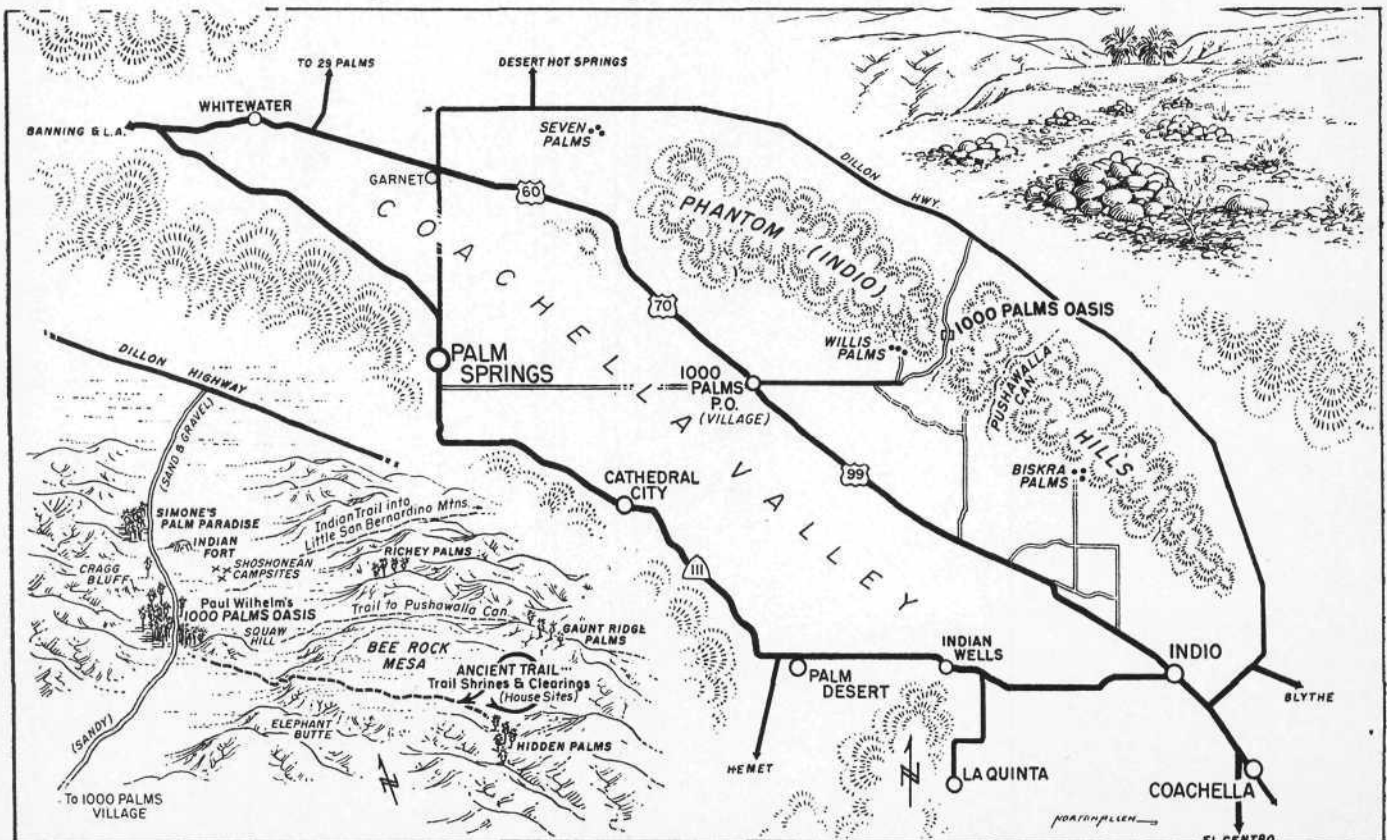 TO 29 PALMS
DESERT HOT SPRINGS
WHITEWATER
BANNING & L.A.
SEVEN
PALMS
DILLON
HWY.
GARNET
60
PHANTOM (INDIO)
HILLS
COACHELLA VALLEY
70
1000 PALMS OASIS
WILLIS
PALMS
PALM
SPRINGS
1000
PALMS
P.O.
(VILLAGE)
PUSHAWALLA
CAN.
BISKRA
PALMS
99
CATHEDRAL
CITY
111
INDIAN
WELLS
INDIO
PALM
DESERT
BLYTHE
HEMET
N
LA QUINTA
COACHELLA
NORTON ALLEN
EL CENTRO
DILLON
HIGHWAY
(SAND & GRAVEL)
SIMONE'S
PALM PARADISE
Indian Trail into
Little San Bernardino Mtns.
INDIAN
FORT
RICHEY PALMS
CRAGG
BLUFF
SHOSHONEAN
CAMPSITES
Paul Wilhelm's
1000 PALMS OASIS
Trail to Pushawalla Can.
SQUAW
HILL
GAUNT RIDGE
PALMS
BEE ROCK
MESA
ANCIENT TRAIL
Trail Shrines & Clearings
(House Sites)
(SANDY)
ELEPHANT
BUTTE
HIDDEN PALMS
N
To 1000 PALMS
VILLAGE